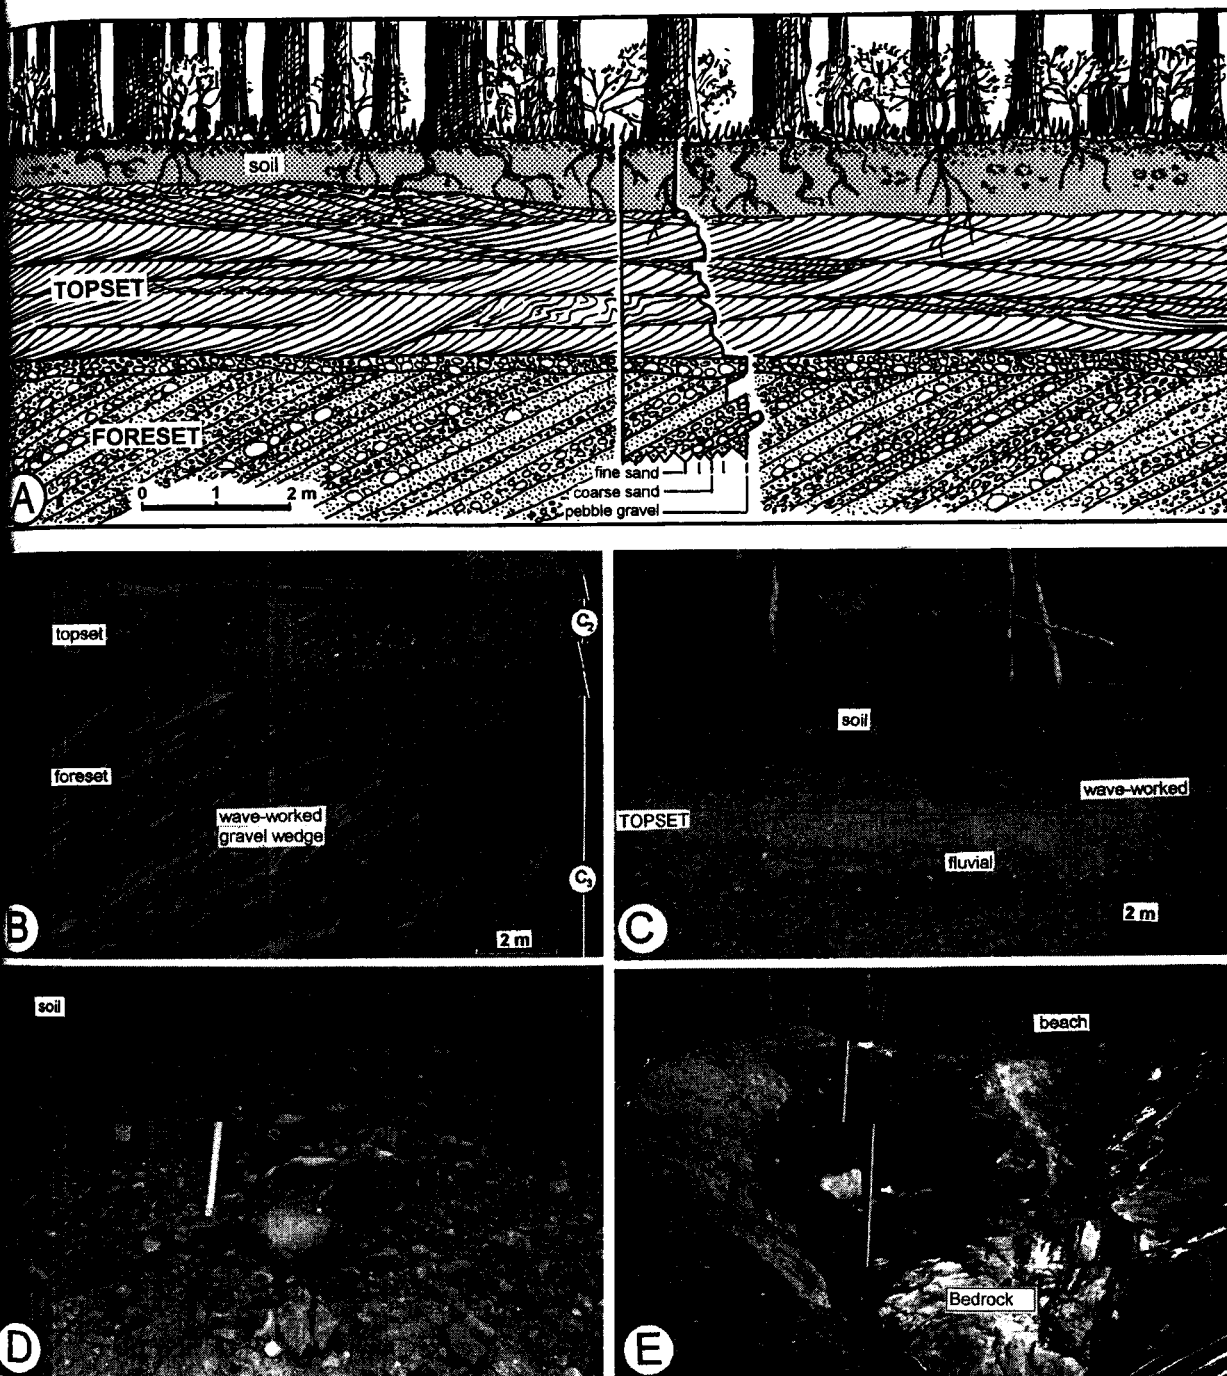 soil
TOPSET
FORESET
fine sand
coarse sand
pebble gravel
0 1 2 m
A
topset
foreset
wave-worked
gravel wedge
C2
C3
2 m
B
soil
wave-worked
TOPSET
fluvial
2 m
C
soil
D
beach
Bedrock
E